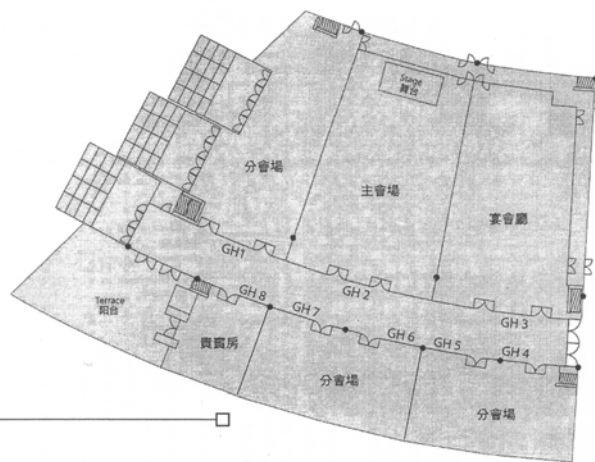 Stage
舞台
分會場
主會場
宴會廳
GH1
GH 2
GH 3
GH 8
GH 7
GH 6
GH 5
GH 4
Terrace
阳台
貴賓房
分會場
分會場